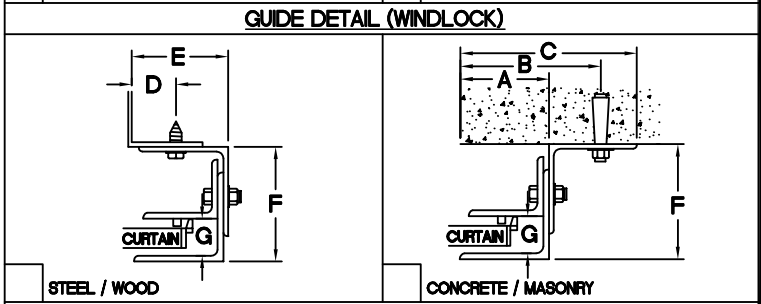 GUIDE DETAIL (WINDLOCK)
E
D
F
CURTAIN
G
STEEL / WOOD
C
B
A
F
CURTAIN
G
CONCRETE / MASONRY